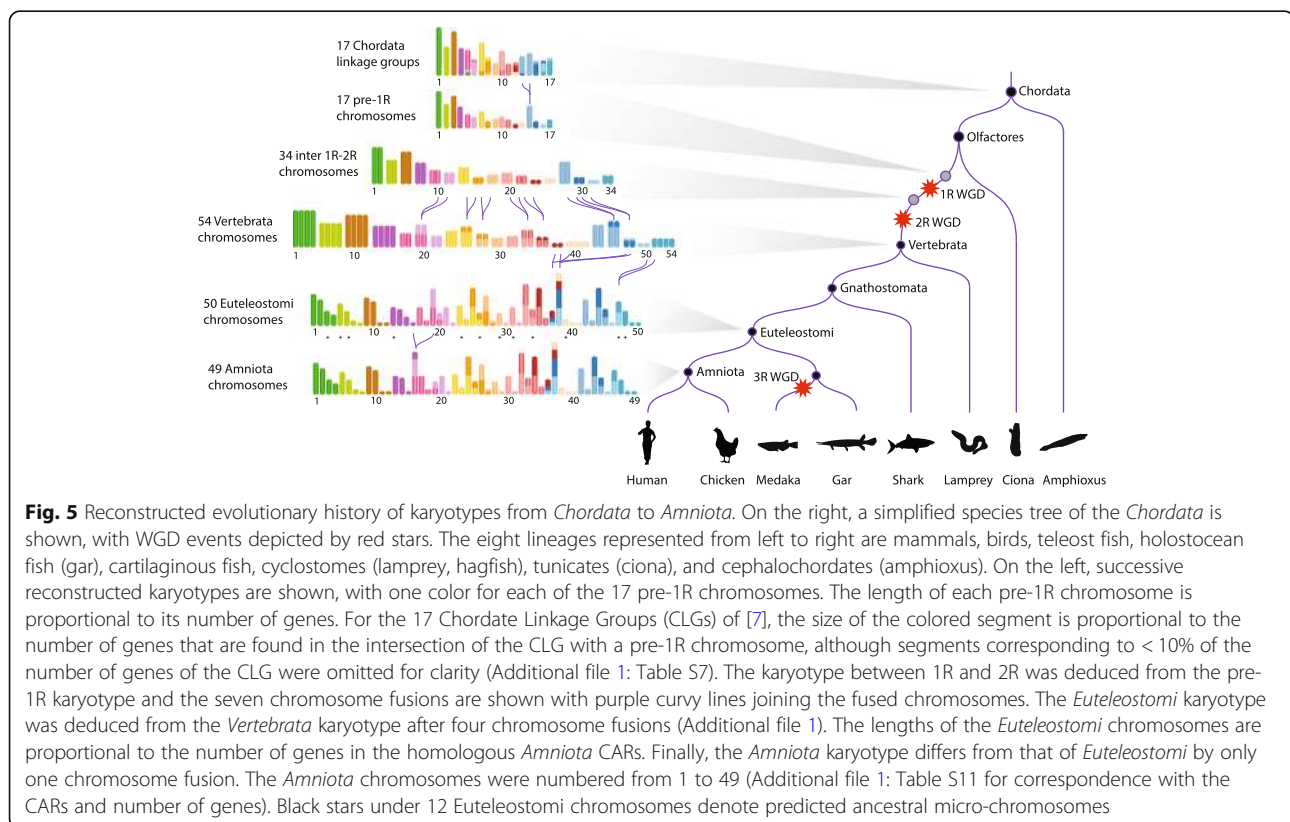 17 Chordata
linkage groups
1 10 17
17 pre-1R
chromosomes
1 10 17
34 inter 1R-2R
chromosomes
1 10 20 30 34
54 Vertebrata
chromosomes
1 10 20 30 40 50 54
50 Euteleostomi
chromosomes
1 10 20 30 40 50
49 Amniota
chromosomes
1 10 20 30 40 49
Chordata
Olfactores
1R WGD
2R WGD
Vertebrata
Gnathostomata
Euteleostomi
Amniota
3R WGD
Human Chicken Medaka Gar Shark Lamprey Ciona Amphioxus
Fig. 5 Reconstructed evolutionary history of karyotypes from Chordata to Amniota. On the right, a simplified species tree of the Chordata is
shown, with WGD events depicted by red stars. The eight lineages represented from left to right are mammals, birds, teleost fish, holostocean
fish (gar), cartilaginous fish, cyclostomes (lamprey, hagfish), tunicates (ciona), and cephalochordates (amphioxus). On the left, successive
reconstructed karyotypes are shown, with one color for each of the 17 pre-1R chromosomes. The length of each pre-1R chromosome is
proportional to its number of genes. For the 17 Chordate Linkage Groups (CLGs) of [7], the size of the colored segment is proportional to the
number of genes that are found in the intersection of the CLG with a pre-1R chromosome, although segments corresponding to < 10% of the
number of genes of the CLG were omitted for clarity (Additional file 1: Table S7). The karyotype between 1R and 2R was deduced from the pre-
1R karyotype and the seven chromosome fusions are shown with purple curvy lines joining the fused chromosomes. The Euteleostomi karyotype
was deduced from the Vertebrata karyotype after four chromosome fusions (Additional file 1). The lengths of the Euteleostomi chromosomes are
proportional to the number of genes in the homologous Amniota CARs. Finally, the Amniota karyotype differs from that of Euteleostomi by only
one chromosome fusion. The Amniota chromosomes were numbered from 1 to 49 (Additional file 1: Table S11 for correspondence with the
CARs and number of genes). Black stars under 12 Euteleostomi chromosomes denote predicted ancestral micro-chromosomes